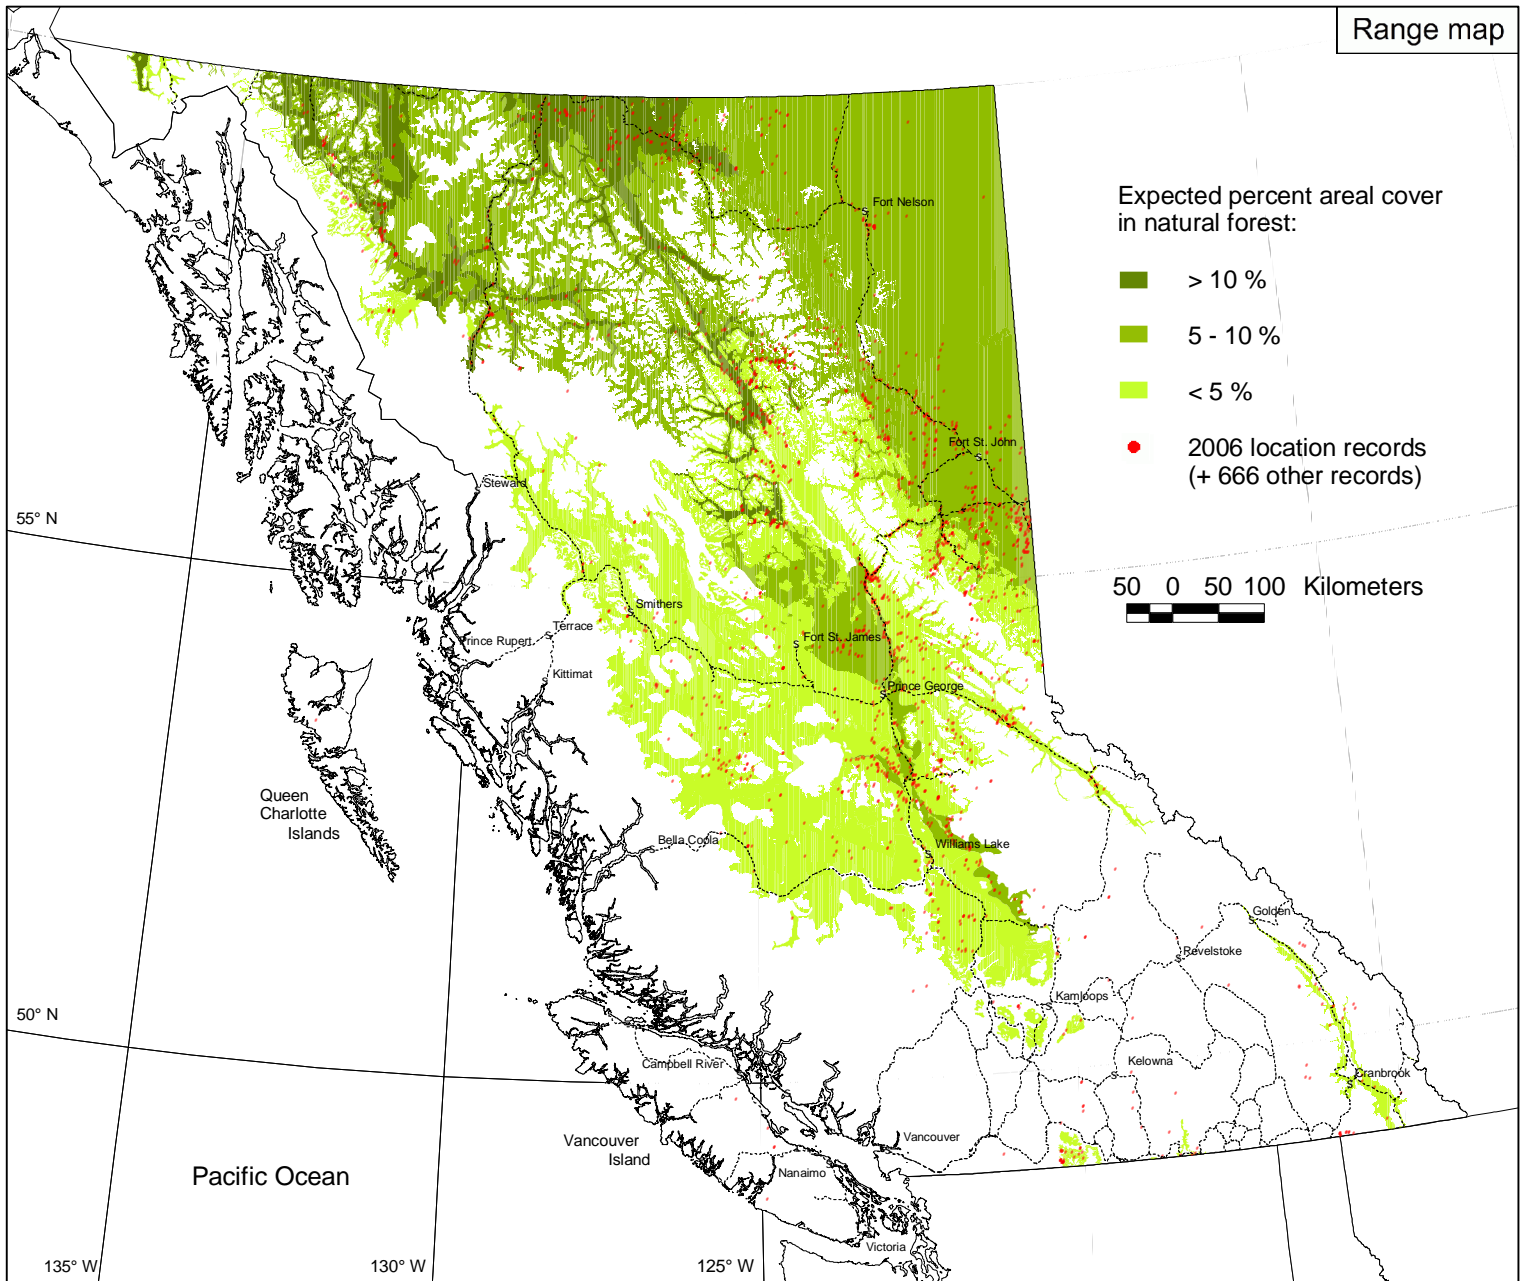 Range map
Expected percent areal cover
in natural forest:
> 10 %
5 - 10 %
< 5 %
2006 location records
(+ 666 other records)
50 0 50 100 Kilometers
Fort Nelson
Fort St. John
Steward
55° N
Smithers
Terrace
Prince Rupert
Fort St. James
Kittimat
Prince George
Queen
Charlotte
Islands
Bella Coola
Williams Lake
Golden
Revelstoke
Kamloops
50° N
Campbell River
Kelowna
Cranbrook
Vancouver
Vancouver
Island
Nanaimo
Pacific Ocean
Victoria
135° W
130° W
125° W